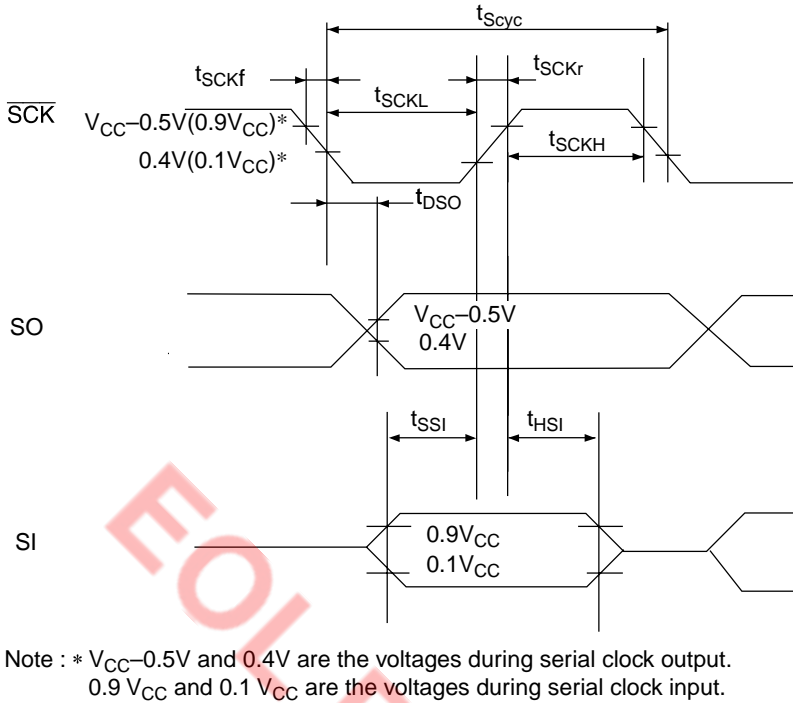 tScyc
tSCKf
tSCKr
tSCKL
SCK
VCC–0.5V(0.9VCC)*
0.4V(0.1VCC)*
tSCKH
tDSO
SO
VCC–0.5V
0.4V
tSSI
tHSI
SI
0.9VCC
0.1VCC
EOL
Note : * VCC–0.5V and 0.4V are the voltages during serial clock output.
0.9 VCC and 0.1 VCC are the voltages during serial clock input.